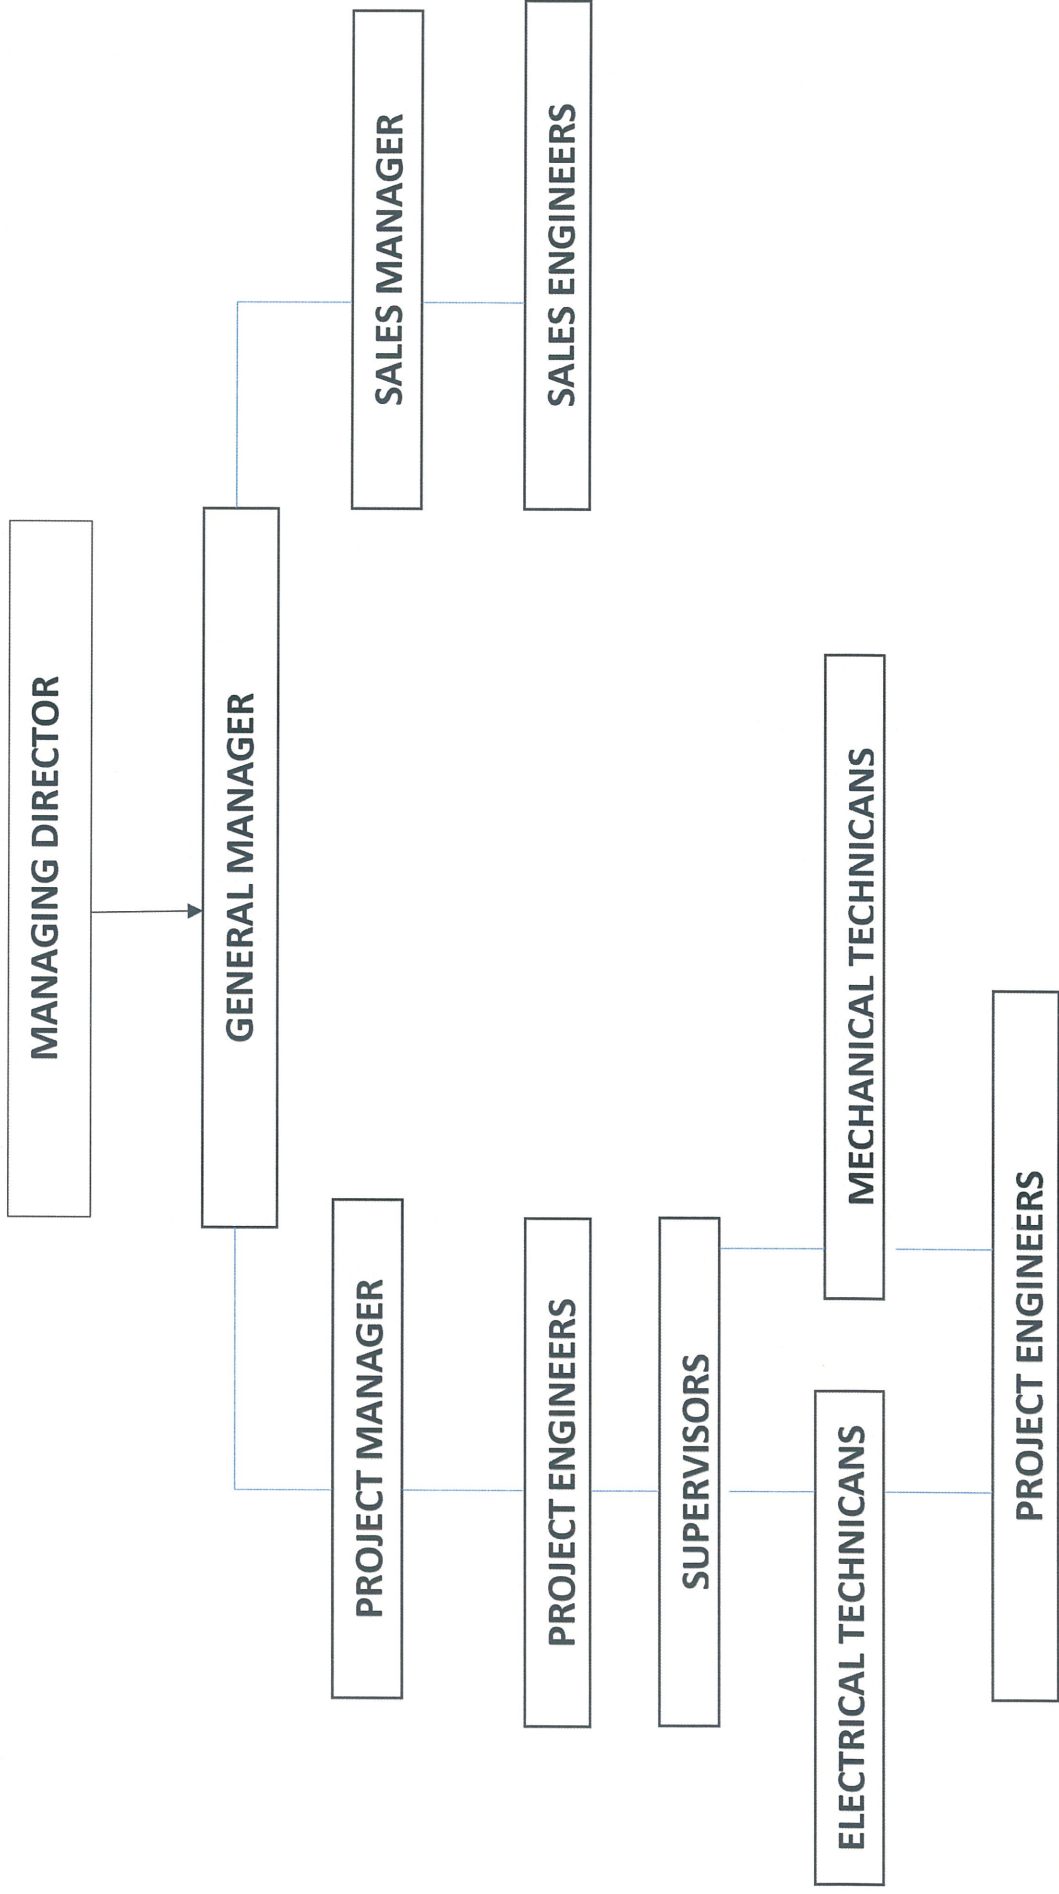 MANAGING DIRECTOR
GENERAL MANAGER
PROJECT MANAGER
SALES MANAGER
PROJECT ENGINEERS
SALES ENGINEERS
SUPERVISORS
ELECTRICAL TECHNICANS
MECHANICAL TECHNICANS
PROJECT ENGINEERS